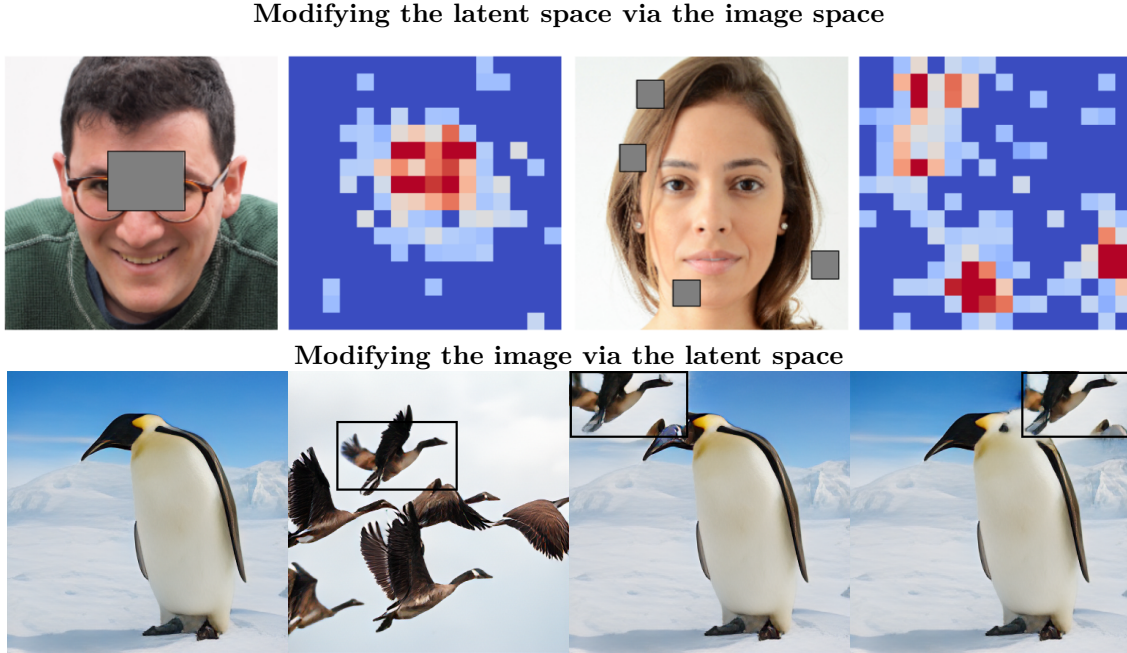 Modifying the latent space via the image space
Modifying the image via the latent space